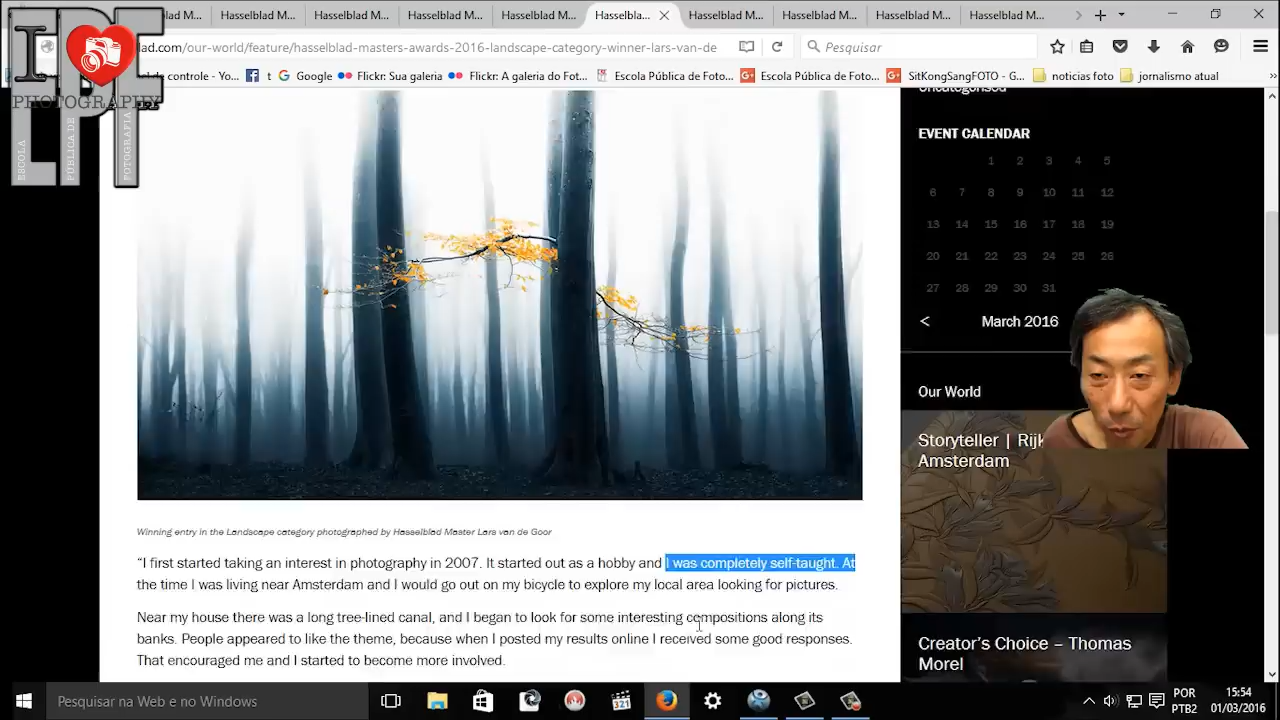 Hasselblad M...
Hasselblad M...
Hasselblad M...
Hasselblad M...
Hasselblad M...
Hasselbla...
Hasselblad M...
Hasselblad M...
Hasselblad M...
I
PHOTOGRAPHY
ESCOLA
PÚBLICA DE
FOTOGRAFIA
lad.com/our-world/feature/hasselblad-masters-awards-2016-landscape-category-winner-lars-van-de
Pesquisar
l de controle - Yo...
t
Google
Flickr: Sua galeria
Flickr: A galeria do Fot...
Escola Pública de Foto...
Escola Pública de Foto...
SitKongSangFOTO - G...
noticias foto
jornalismo atual
Uncategorised
EVENT CALENDAR
1 2 3 4 5
6 7 8 9 10 11 12
13 14 15 16 17 18 19
20 21 22 23 24 25 26
27 28 29 30 31
< March 2016
Our World
Storyteller | Rijk
Amsterdam
Creator's Choice – Thomas
Morel
Winning entry in the Landscape category photographed by Hasselblad Master Lars van de Goor
“I first started taking an interest in photography in 2007. It started out as a hobby and I was completely self-taught. At
the time I was living near Amsterdam and I would go out on my bicycle to explore my local area looking for pictures.
Near my house there was a long tree-lined canal, and I began to look for some interesting compositions along its
banks. People appeared to like the theme, because when I posted my results online I received some good responses.
That encouraged me and I started to become more involved.
Pesquisar na Web e no Windows
321
POR
PTB2
15:54
01/03/2016